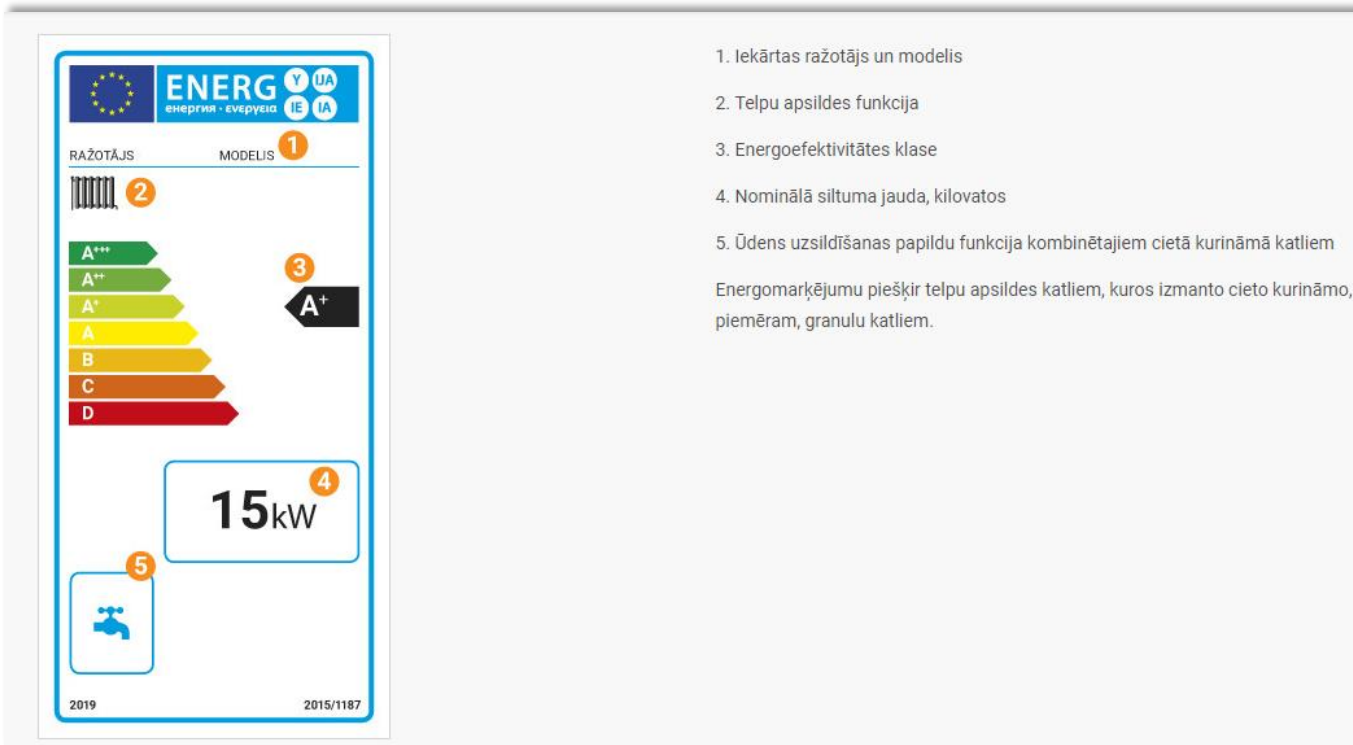 ENERG Y IJA
енергия · ενεργεια IE IA
RAŽOTĀJS MODELIS 1
2
A+++
A++
3
A+
A+
A
B
C
D
4
15kW
5
2019 2015/1187
1. Iekārtas ražotājs un modelis
2. Telpu apsildes funkcija
3. Energoefektivitātes klase
4. Nominālā siltuma jauda, kilovatos
5. Ūdens uzsildīšanas papildu funkcija kombinētajiem cietā kurināmā katliem
Energomarķējumu piešķir telpu apsildes katliem, kuros izmanto cieto kurināmo,
piemēram, granulu katliem.